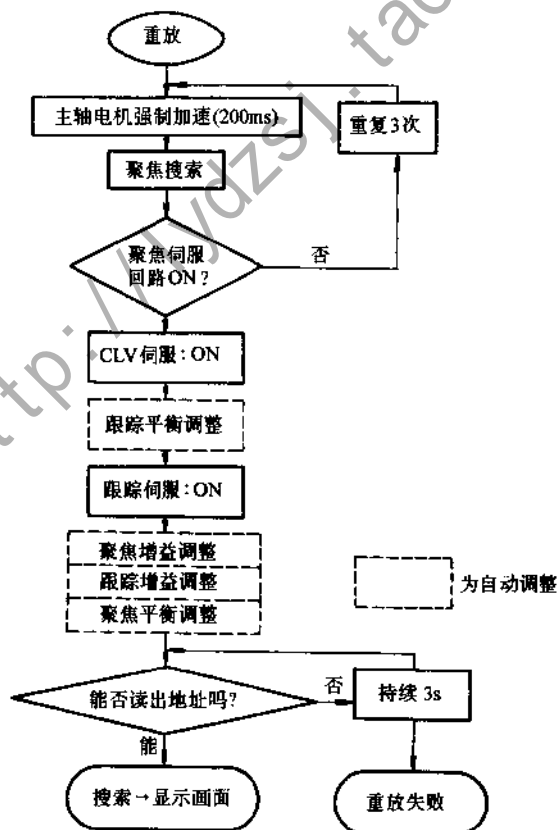 重放
主轴电机强制加速(200ms)
重复3次
聚焦搜索
聚焦伺服
回路ON?
否
CLV伺服:ON
跟踪平衡调整
跟踪伺服:ON
聚焦增益调整
跟踪增益调整
聚焦平衡调整
为自动调整
能否读出地址吗?
否
持续 3s
能
搜索→显示画面
重放失败
ttp://lydzsj.tao